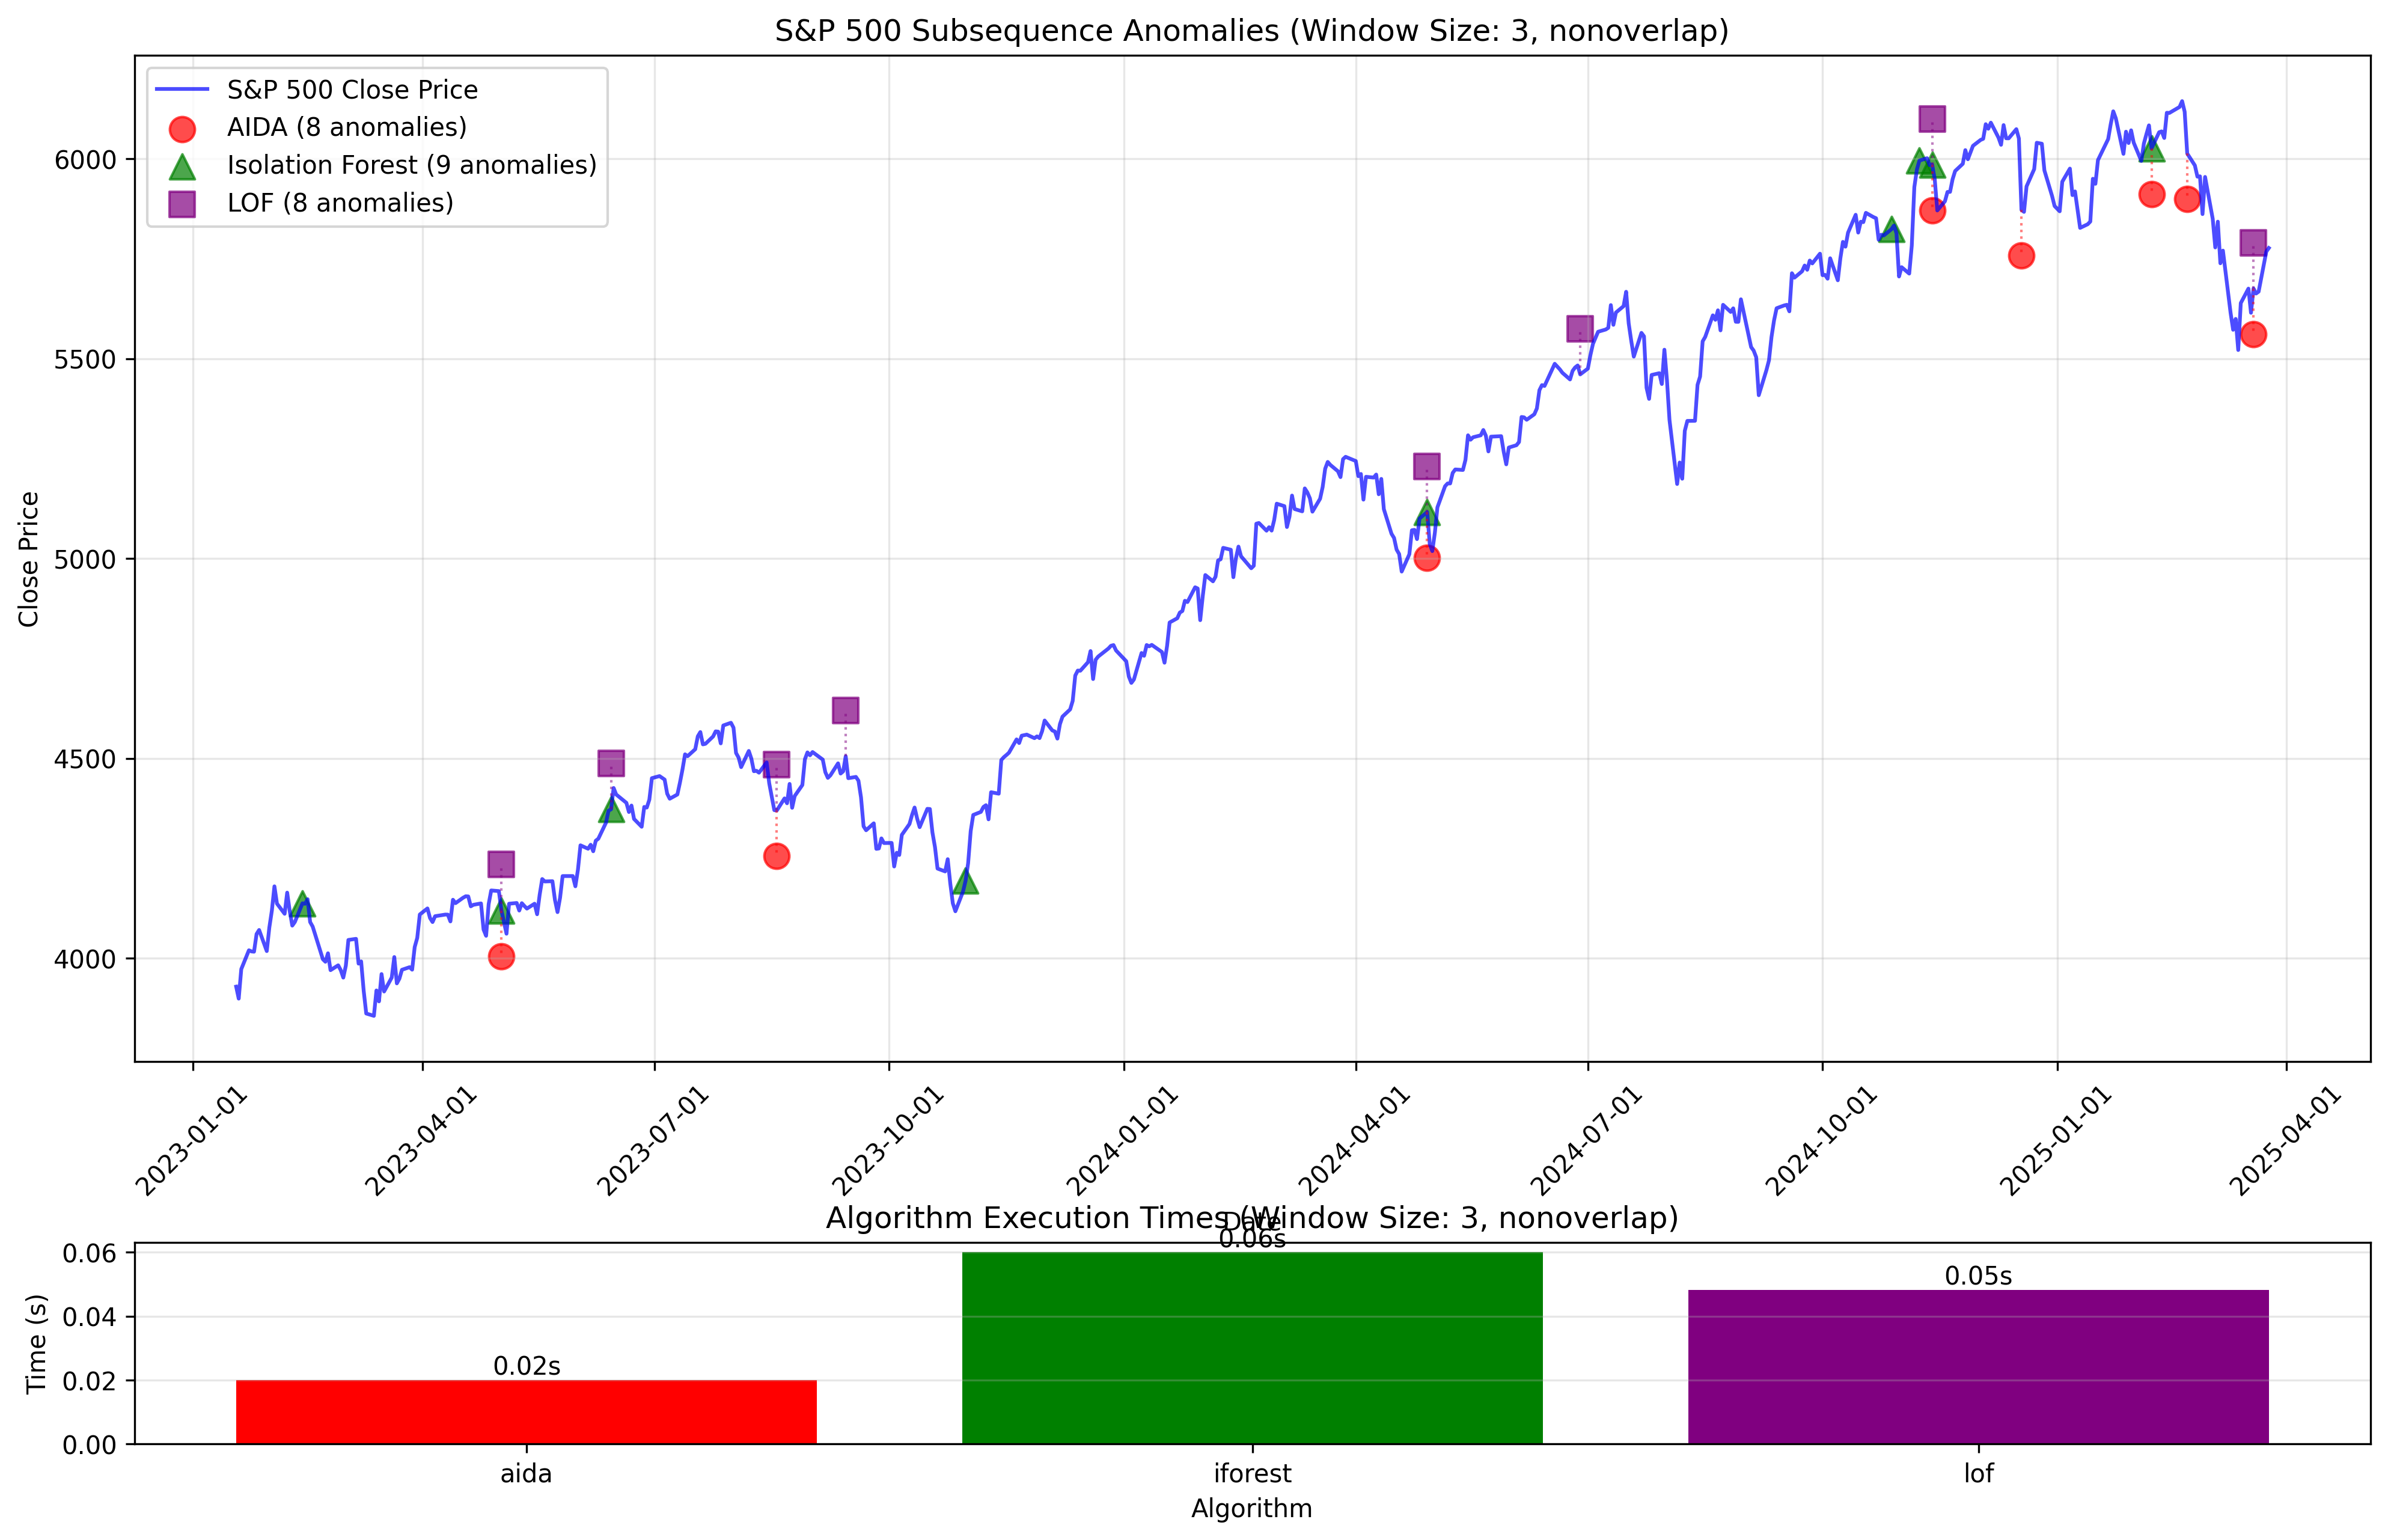 S&P 500 Subsequence Anomalies (Window Size: 3, nonoverlap)
S&P 500 Close Price
AIDA (8 anomalies)
Isolation Forest (9 anomalies)
LOF (8 anomalies)
Close Price
6000
5500
5000
4500
4000
2023-01-01
2023-04-01
2023-07-01
2023-10-01
2024-01-01
2024-04-01
2024-07-01
2024-10-01
2025-01-01
2025-04-01
Date
Algorithm Execution Times (Window Size: 3, nonoverlap)
Time (s)
0.06
0.04
0.02
0.00
0.02s
0.06s
0.05s
aida
iforest
lof
Algorithm